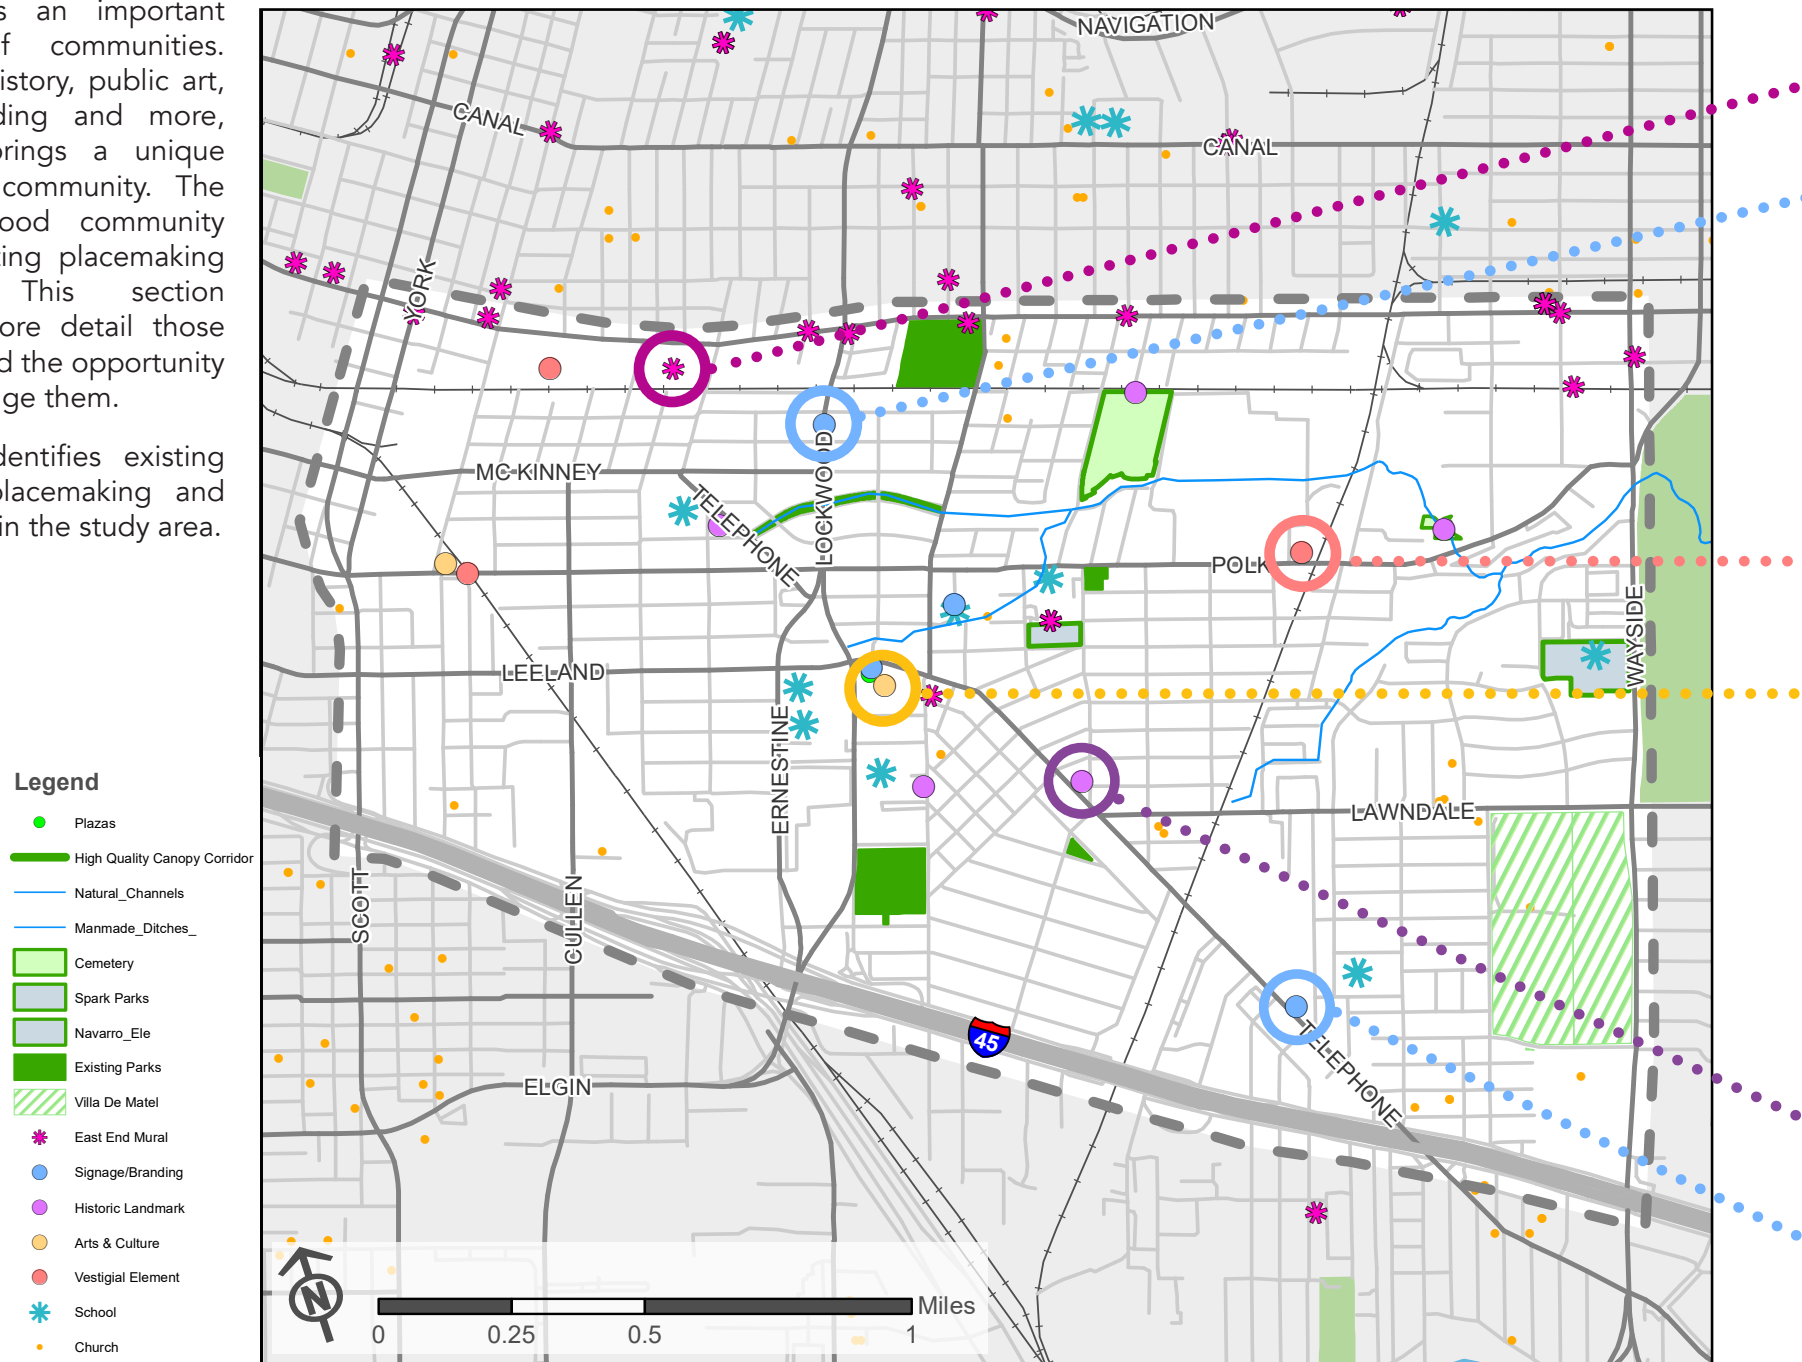 s an important
f communities.
istory, public art,
ding and more,
orings a unique
community. The
ood community
ting placemaking
This section
ore detail those
d the opportunity
ge them.
dentifies existing
placemaking and
in the study area.
NAVIGATION
CANAL
CANAL
YORK
MC KINNEY
TELEPHONE
LOCKWOOD
POLK
WAYSIDE
LEELAND
ERNESTINE
LAWNDALE
SCOTT
CULLEN
45
TELEPHONE
ELGIN
Legend
Plazas
High Quality Canopy Corridor
Natural_Channels
Manmade_Ditches_
Cemetery
Spark Parks
Navarro_Ele
Existing Parks
Villa De Matel
East End Mural
Signage/Branding
Historic Landmark
Arts & Culture
Vestigial Element
School
Church
N
Miles
0 0.25 0.5 1